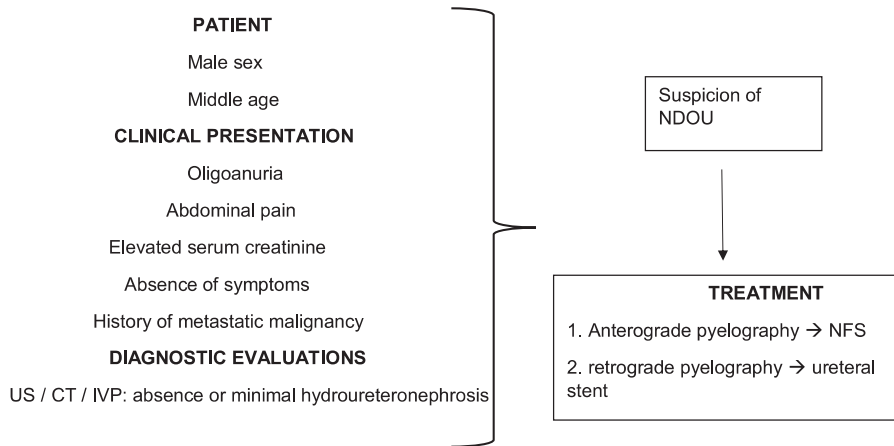 PATIENT
Male sex
Middle age
CLINICAL PRESENTATION
Oligoanuria
Abdominal pain
Elevated serum creatinine
Absence of symptoms
History of metastatic malignancy
DIAGNOSTIC EVALUATIONS
US / CT / IVP: absence or minimal hydroureteronephrosis
Suspicion of
NDOU
TREATMENT
1. Anterograde pyelography → NFS
2. retrograde pyelography → ureteral
stent